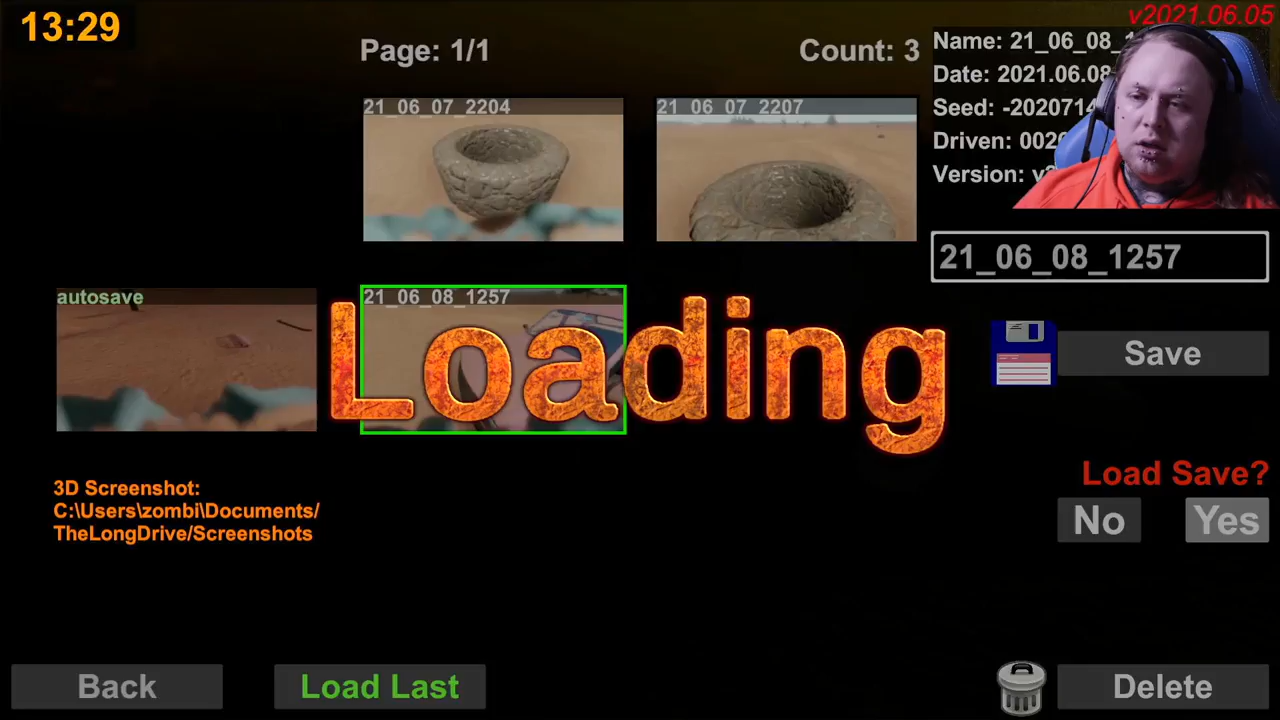 13:29
v2021.06.05
Page: 1/1
Count: 3
Name: 21_06_08_1
Date: 2021.06.08
Seed: -2020714
Driven: 002
Version: v
21_06_07_2204
21_06_07_2207
21_06_08_1257
autosave
21_06_08_1257
Loading
Save
3D Screenshot:
C:\Users\zombi\Documents/
TheLongDrive/Screenshots
Load Save?
No
Yes
Back
Load Last
Delete